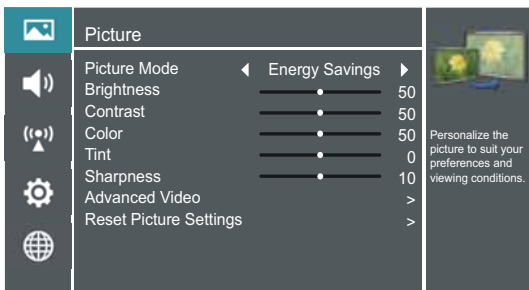 Picture
Picture Mode Energy Savings
Brightness 50
Contrast 50
Color 50
Tint 0
Sharpness 10
Advanced Video >
Reset Picture Settings >
Personalize the
picture to suit your
preferences and
viewing conditions.